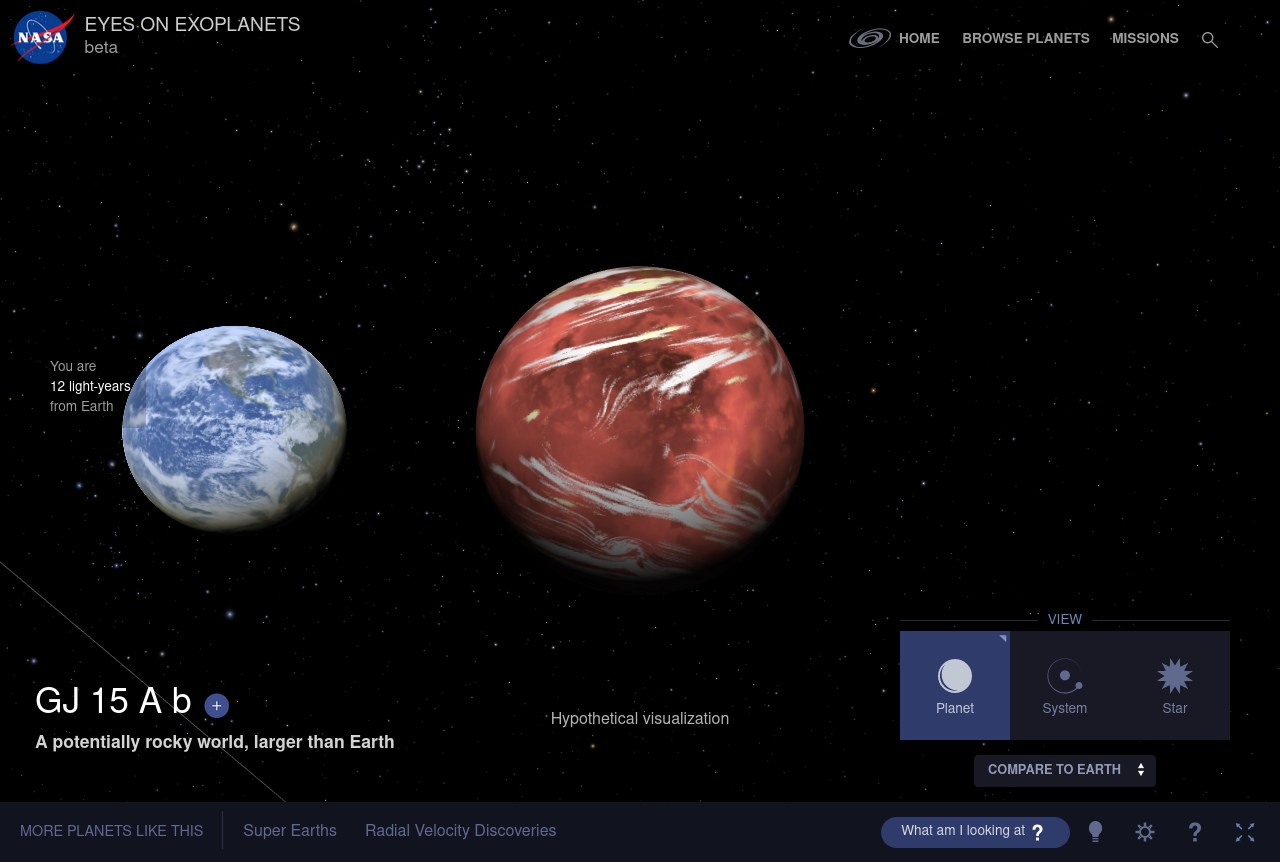 NASA
EYES ON EXOPLANETS
beta
HOME
BROWSE PLANETS
MISSIONS
You are
12 light-years
from Earth
VIEW
Planet
System
Star
GJ 15 A b +
A potentially rocky world, larger than Earth
Hypothetical visualization
COMPARE TO EARTH
MORE PLANETS LIKE THIS
Super Earths
Radial Velocity Discoveries
What am I looking at ?
?